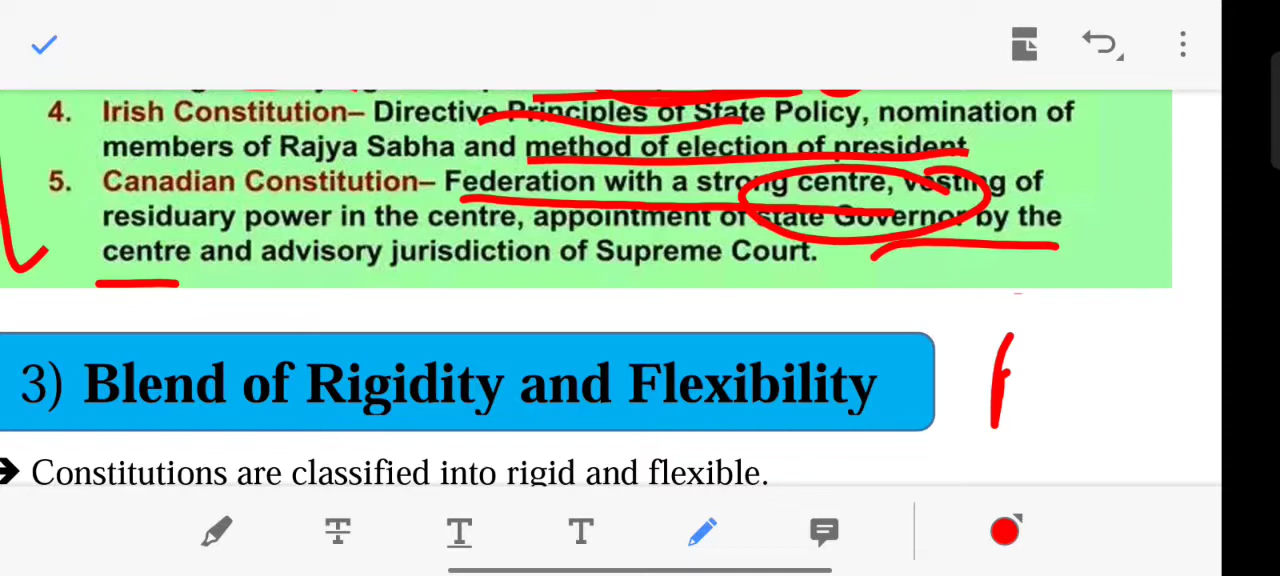 4. Irish Constitution– Directive Principles of State Policy, nomination of
members of Rajya Sabha and method of election of president
5. Canadian Constitution– Federation with a strong centre, vesting of
residuary power in the centre, appointment of state Governor by the
centre and advisory jurisdiction of Supreme Court.
3) Blend of Rigidity and Flexibility
➔ Constitutions are classified into rigid and flexible.